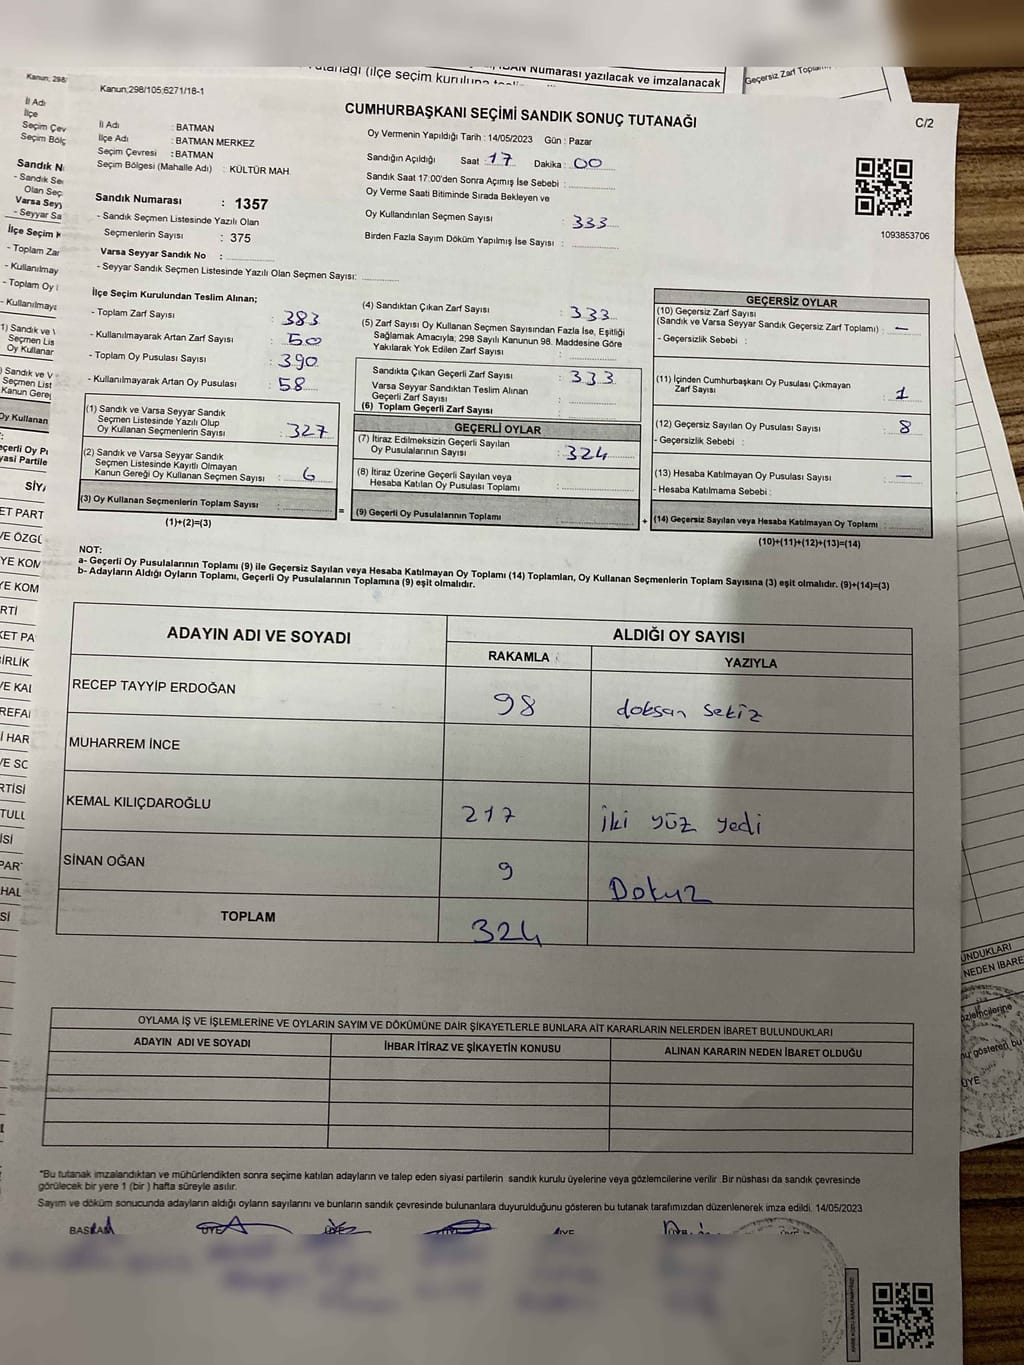 utanağı (ilçe seçim kuruluna
Numarası yazılacak ve imzalanacak
Geçersiz Zarf
Kanun; 298/
Kanun;298/105;6271/18-1
CUMHURBAŞKANI SEÇİMİ SANDIK SONUÇ TUTANAĞI
C/2
İl Adı : BATMAN
İlçe Adı : BATMAN MERKEZ
Seçim Çevresi : BATMAN
Seçim Bölgesi (Mahalle Adı) : KÜLTÜR MAH.
Oy Vermenin Yapıldığı Tarih : 14/05/2023 Gün : Pazar
Sandığın Açıldığı Saat : 17 Dakika : 00
Sandık Saat 17:00'den Sonra Açımış İse Sebebi :
Oy Verme Saati Bitiminde Sırada Bekleyen ve
Oy Kullandırılan Seçmen Sayısı : 333
Birden Fazla Sayım Döküm Yapılmış İse Sayısı :
1093853706
Sandık Numarası : 1357
- Sandık Seçmen Listesinde Yazılı Olan
Seçmenlerin Sayısı : 375
Varsa Seyyar Sandık No :
- Seyyar Sandık Seçmen Listesinde Yazılı Olan Seçmen Sayısı:
İlçe Seçim Kurulundan Teslim Alınan;
- Toplam Zarf Sayısı : 383
- Kullanılmayarak Artan Zarf Sayısı : 50
- Toplam Oy Pusulası Sayısı : 390
- Kullanılmayarak Artan Oy Pusulası : 58
(1) Sandık ve Varsa Seyyar Sandık
Seçmen Listesinde Yazılı Olup
Oy Kullanan Seçmenlerin Sayısı : 327
(2) Sandık ve Varsa Seyyar Sandık
Seçmen Listesinde Kayıtlı Olmayan
Kanun Gereği Oy Kullanan Seçmen Sayısı : 6
(3) Oy Kullanan Seçmenlerin Toplam Sayısı :
(1)+(2)=(3)
(4) Sandıktan Çıkan Zarf Sayısı : 333
(5) Zarf Sayısı Oy Kullanan Seçmen Sayısından Fazla İse, Eşitliği
Sağlamak Amacıyla; 298 Sayılı Kanunun 98. Maddesine Göre
Yakılarak Yok Edilen Zarf Sayısı :
Sandıkta Çıkan Geçerli Zarf Sayısı : 333
Varsa Seyyar Sandıktan Teslim Alınan
Geçerli Zarf Sayısı :
(6) Toplam Geçerli Zarf Sayısı :
GEÇERLİ OYLAR
(7) İtiraz Edilmeksizin Geçerli Sayılan
Oy Pusulalarının Sayısı : 324
(8) İtiraz Üzerine Geçerli Sayılan veya
Hesaba Katılan Oy Pusulası Toplamı :
(9) Geçerli Oy Pusulalarının Toplamı :
=
+
GEÇERSİZ OYLAR
(10) Geçersiz Zarf Sayısı
(Sandık ve Varsa Seyyar Sandık Geçersiz Zarf Toplamı) : —
- Geçersizlik Sebebi :
(11) İçinden Cumhurbaşkanı Oy Pusulası Çıkmayan
Zarf Sayısı : 1
(12) Geçersiz Sayılan Oy Pusulası Sayısı : 8
- Geçersizlik Sebebi :
(13) Hesaba Katılmayan Oy Pusulası Sayısı : —
- Hesaba Katılmama Sebebi :
(14) Geçersiz Sayılan veya Hesaba Katılmayan Oy Toplamı :
(10)+(11)+(12)+(13)=(14)
NOT:
a- Geçerli Oy Pusulalarının Toplamı (9) ile Geçersiz Sayılan veya Hesaba Katılmayan Oy Toplamı (14) Toplamları, Oy Kullanan Seçmenlerin Toplam Sayısına (3) eşit olmalıdır. (9)+(14)=(3)
b- Adayların Aldığı Oyların Toplamı, Geçerli Oy Pusulalarının Toplamına (9) eşit olmalıdır.
ADAYIN ADI VE SOYADI
ALDIĞI OY SAYISI
RAKAMLA
YAZIYLA
RECEP TAYYİP ERDOĞAN 98 doksan sekiz
MUHARREM İNCE
KEMAL KILIÇDAROĞLU 217 iki yüz yedi
SİNAN OĞAN 9 Dokuz
TOPLAM 324
OYLAMA İŞ VE İŞLEMLERİNE VE OYLARIN SAYIM VE DÖKÜMÜNE DAİR ŞİKAYETLERLE BUNLARA AİT KARARLARIN NELERDEN İBARET BULUNDUKLARI
ADAYIN ADI VE SOYADI
İHBAR İTİRAZ VE ŞİKAYETİN KONUSU
ALINAN KARARIN NEDEN İBARET OLDUĞU
"Bu tutanak imzalandıktan ve mühürlendikten sonra seçime katılan adayların ve talep eden siyasi partilerin sandık kurulu üyelerine veya gözlemcilerine verilir .Bir nüshası da sandık çevresinde
görülecek bir yere 1 (bir ) hafta süreyle asılır.
Sayım ve döküm sonucunda adayların aldığı oyların sayılarını ve bunların sandık çevresinde bulunanlara duyurulduğunu gösteren bu tutanak tarafımızdan düzenlenerek imza edildi. 14/05/2023
BAŞKAN ÜYE ÜYE ÜYE
UNDUKLARI
NEDEN İBARE
özlemcilerine
nu gösteren bu
ÜYE